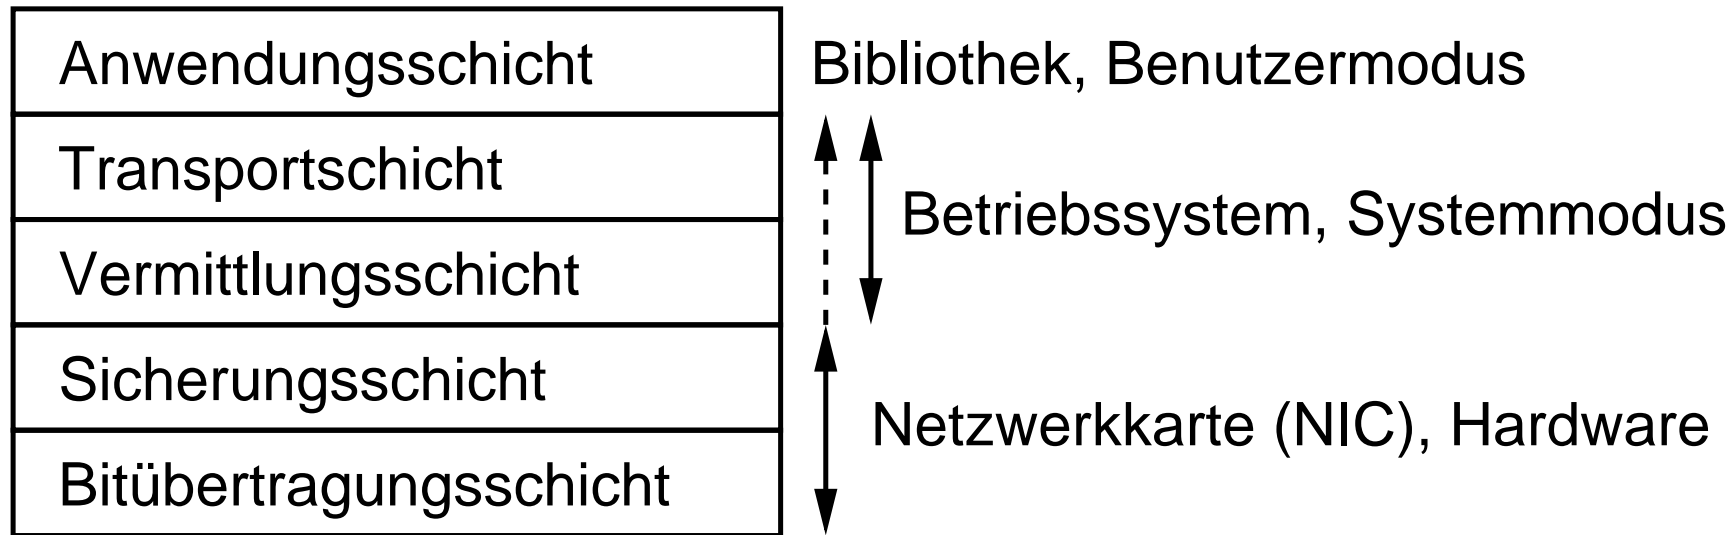 Anwendungsschicht
Bibliothek, Benutzermodus
Transportschicht
Betriebssystem, Systemmodus
Vermittlungsschicht
Sicherungsschicht
Netzwerkkarte (NIC), Hardware
Bitübertragungsschicht